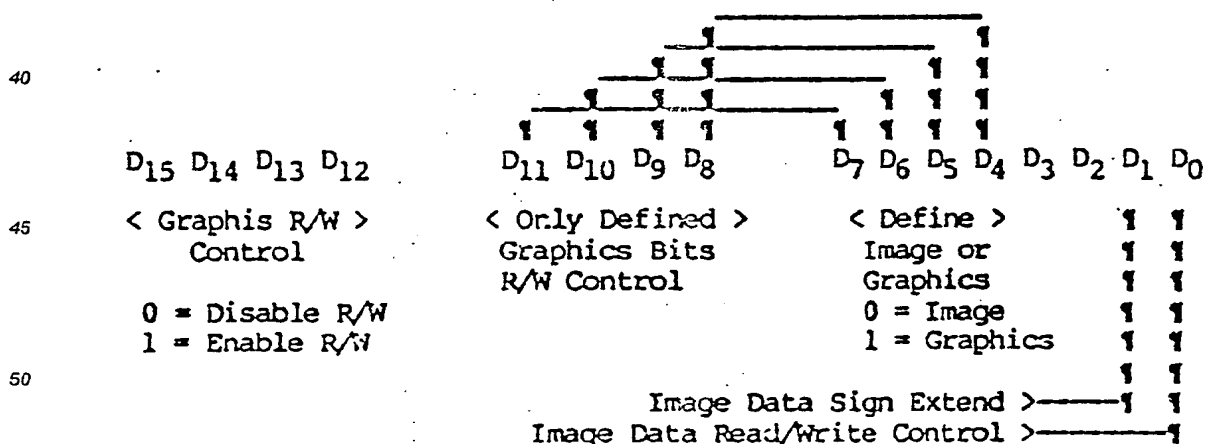 40
D15 D14 D13 D12 D11 D10 D9 D8 D7 D6 D5 D4 D3 D2 D1 D0
45 < Graphis R/W > < Only Defined > < Define >
Control Graphics Bits Image or
R/W Control Graphics
0 = Disable R/W 0 = Image
1 = Enable R/W 1 = Graphics
50
Image Data Sign Extend >
Image Data Read/Write Control >